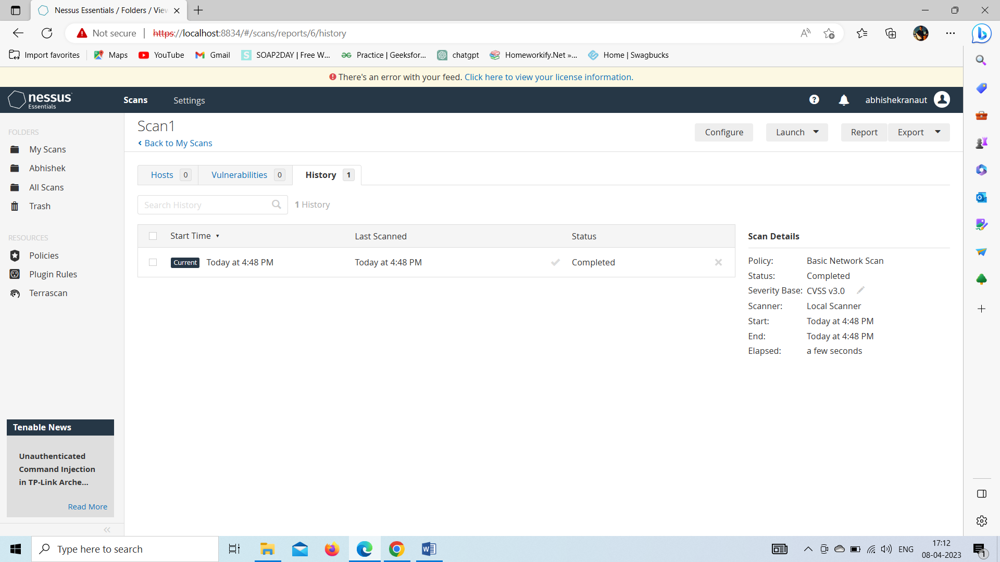 Nessus Essentials / Folders / View
Not secure
https://localhost:8834/#/scans/reports/6/history
Import favorites
Maps
YouTube
Gmail
SOAP2DAY | Free W...
Practice | Geeksfor...
chatgpt
Homeworkify.Net »...
Home | Swagbucks
There's an error with your feed. Click here to view your license information.
nessus
Essentials
Scans
Settings
abhishekranaut
FOLDERS
My Scans
Abhishek
All Scans
Trash
RESOURCES
Policies
Plugin Rules
Terrascan
Tenable News
Unauthenticated
Command Injection
in TP-Link Arche...
Read More
Scan1
Back to My Scans
Configure
Launch
Report
Export
Hosts 0
Vulnerabilities 0
History 1
Search History
1 History
Start Time
Last Scanned
Status
Current Today at 4:48 PM
Today at 4:48 PM
Completed
Scan Details
Policy: Basic Network Scan
Status: Completed
Severity Base: CVSS v3.0
Scanner: Local Scanner
Start: Today at 4:48 PM
End: Today at 4:48 PM
Elapsed: a few seconds
Type here to search
ENG
17:12
08-04-2023
1